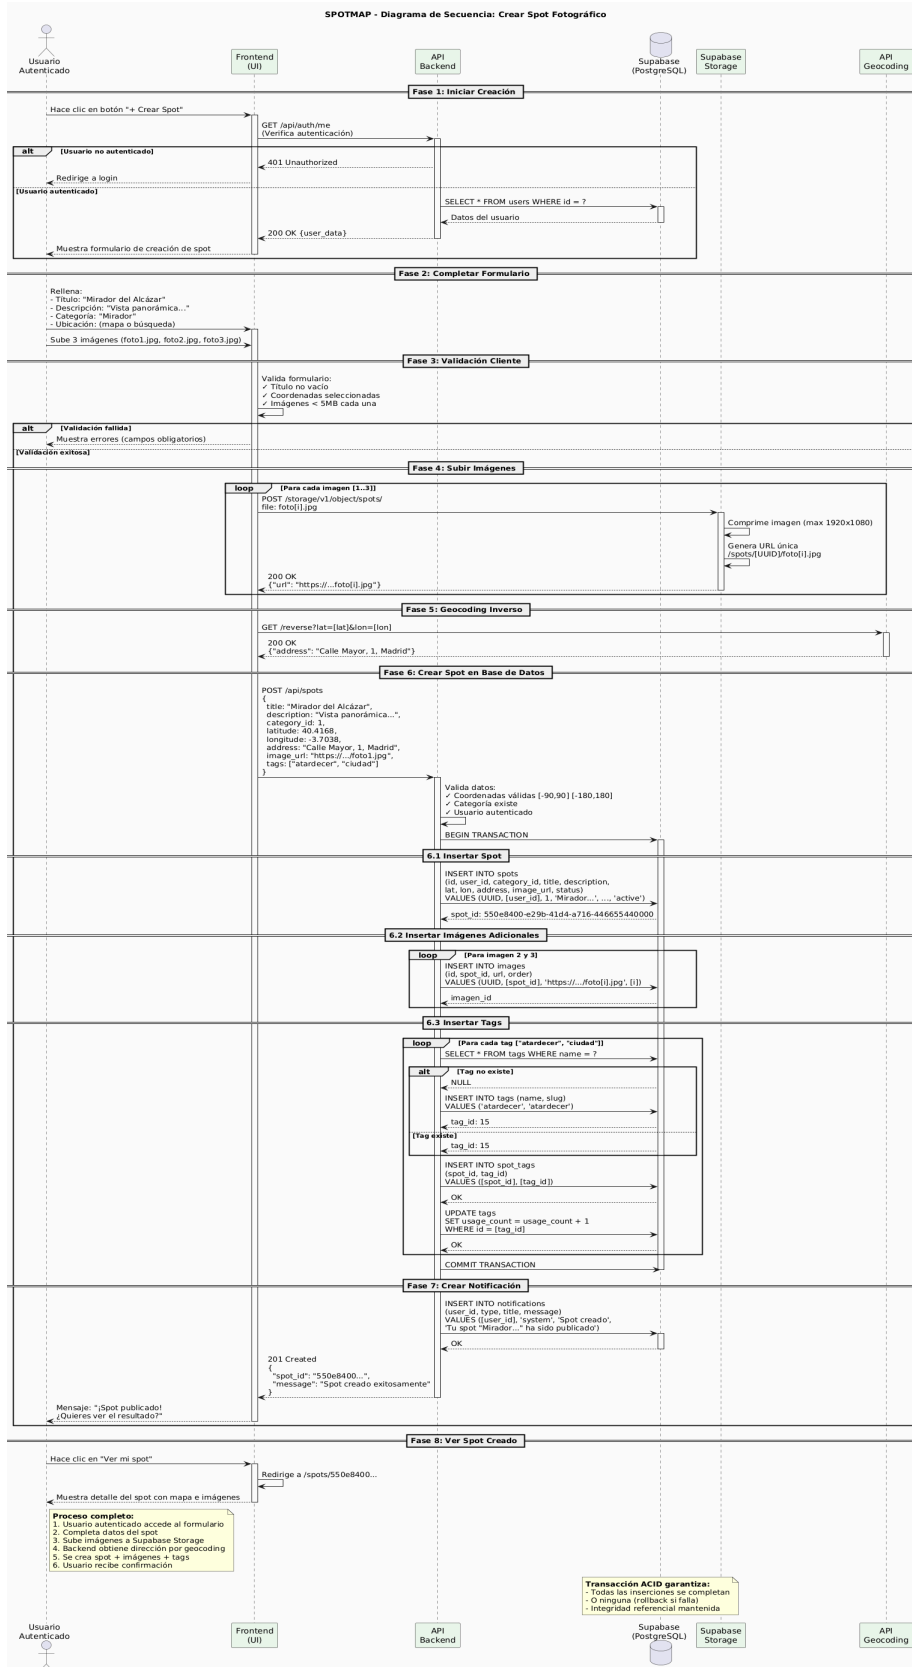 SPOTMAP - Diagrama de Secuencia: Crear Spot Fotográfico
Usuario
Autenticado
Frontend
(UI)
API
Backend
Supabase
(PostgreSQL)
Supabase
Storage
API
Geocoding
Fase 1: Iniciar Creación
Hace clic en botón "+ Crear Spot"
GET /api/auth/me
(Verifica autenticación)
alt [Usuario no autenticado]
401 Unauthorized
Redirige a login
[Usuario autenticado]
SELECT * FROM users WHERE id = ?
Datos del usuario
200 OK {user_data}
Muestra formulario de creación de spot
Fase 2: Completar Formulario
Rellena:
- Título: "Mirador del Alcázar"
- Descripción: "Vista panorámica..."
- Categoría: "Mirador"
- Ubicación: (mapa o búsqueda)
Sube 3 imágenes (foto1.jpg, foto2.jpg, foto3.jpg)
Fase 3: Validación Cliente
Valida formulario:
✓ Título no vacío
✓ Coordenadas seleccionadas
✓ Imágenes < 5MB cada una
alt [Validación fallida]
Muestra errores (campos obligatorios)
[Validación exitosa]
Fase 4: Subir Imágenes
loop [Para cada imagen [1..3]]
POST /storage/v1/object/spots/
file: foto[i].jpg
Comprime imagen (max 1920x1080)
Genera URL única
/spots/[UUID]/foto[i].jpg
200 OK
{"url": "https://...foto[i].jpg"}
Fase 5: Geocoding Inverso
GET /reverse?lat=[lat]&lon=[lon]
200 OK
{"address": "Calle Mayor, 1, Madrid"}
Fase 6: Crear Spot en Base de Datos
POST /api/spots
{
title: "Mirador del Alcázar",
description: "Vista panorámica...",
category_id: 1,
latitude: 40.4168,
longitude: -3.7038,
address: "Calle Mayor, 1, Madrid",
image_url: "https://.../foto1.jpg",
tags: ["atardecer", "ciudad"]
}
Valida datos:
✓ Coordenadas válidas [-90,90] [-180,180]
✓ Categoría existe
✓ Usuario autenticado
BEGIN TRANSACTION
6.1 Insertar Spot
INSERT INTO spots
(id, user_id, category_id, title, description,
lat, lon, address, image_url, status)
VALUES (UUID, [user_id], 1, 'Mirador...', ..., 'active')
spot_id: 550e8400-e29b-41d4-a716-446655440000
6.2 Insertar Imágenes Adicionales
loop [Para imagen 2 y 3]
INSERT INTO images
(id, spot_id, url, order)
VALUES (UUID, [spot_id], 'https://.../foto[i].jpg', [i])
imagen_id
6.3 Insertar Tags
loop [Para cada tag ["atardecer", "ciudad"]]
SELECT * FROM tags WHERE name = ?
alt [Tag no existe]
NULL
INSERT INTO tags (name, slug)
VALUES ('atardecer', 'atardecer')
tag_id: 15
[Tag existe]
tag_id: 15
INSERT INTO spot_tags
(spot_id, tag_id)
VALUES ([spot_id], [tag_id])
OK
UPDATE tags
SET usage_count = usage_count + 1
WHERE id = [tag_id]
OK
COMMIT TRANSACTION
Fase 7: Crear Notificación
INSERT INTO notifications
(user_id, type, title, message)
VALUES ([user_id], 'system', 'Spot creado',
'Tu spot "Mirador..." ha sido publicado')
OK
201 Created
{
"spot_id": "550e8400...",
"message": "Spot creado exitosamente"
}
Mensaje: "¡Spot publicado!
¿Quieres ver el resultado?"
Fase 8: Ver Spot Creado
Hace clic en "Ver mi spot"
Redirige a /spots/550e8400...
Muestra detalle del spot con mapa e imágenes
Proceso completo:
1. Usuario autenticado accede al formulario
2. Completa datos del spot
3. Sube imágenes a Supabase Storage
4. Backend obtiene dirección por geocoding
5. Se crea spot + imágenes + tags
6. Usuario recibe confirmación
Transacción ACID garantiza:
- Todas las inserciones se completan
- O ninguna (rollback si falla)
- Integridad referencial mantenida
Usuario
Autenticado
Frontend
(UI)
API
Backend
Supabase
(PostgreSQL)
Supabase
Storage
API
Geocoding